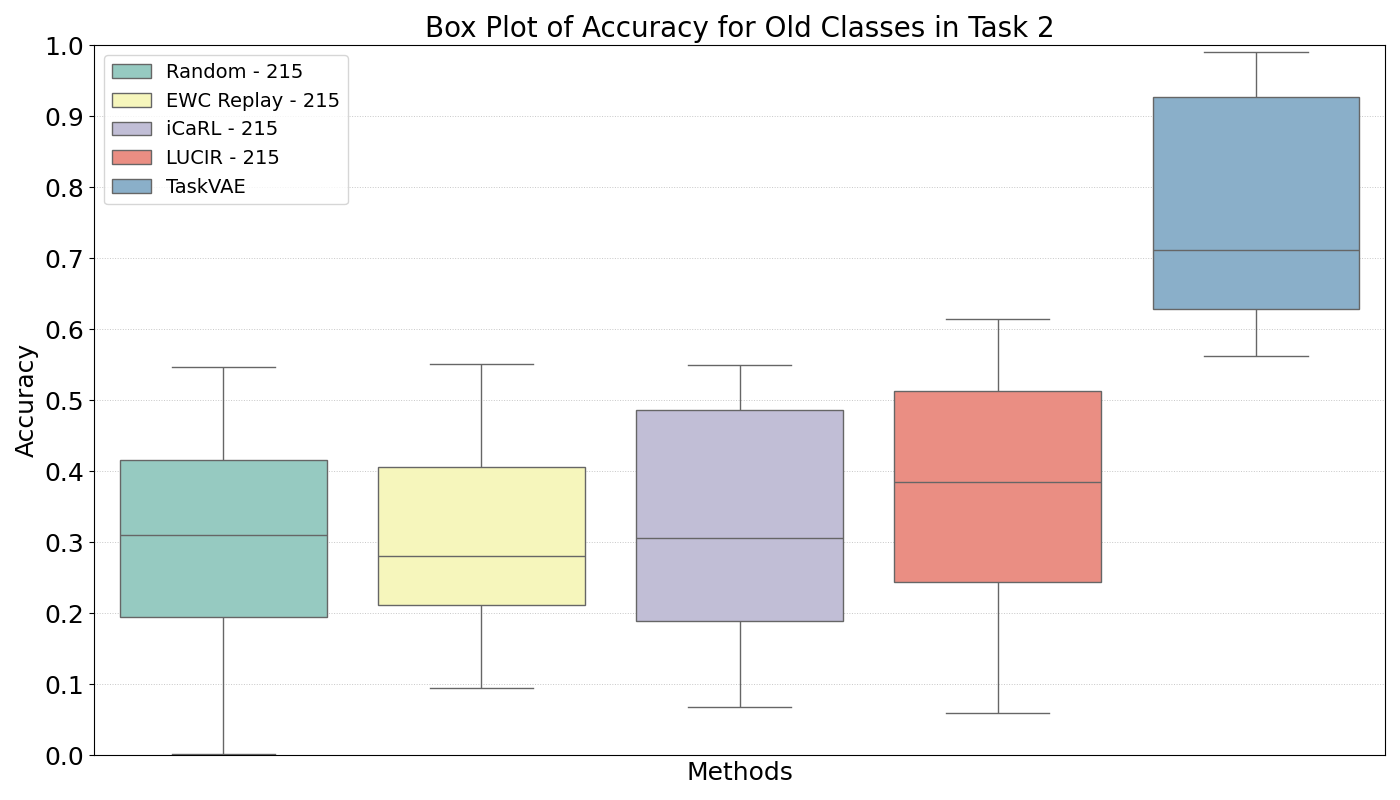 Box Plot of Accuracy for Old Classes in Task 2
1.0
0.9
0.8
0.7
0.6
0.5
0.4
0.3
0.2
0.1
0.0
Accuracy
Random - 215
EWC Replay - 215
iCaRL - 215
LUCIR - 215
TaskVAE
Methods